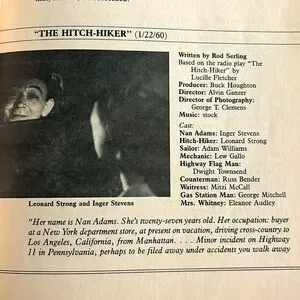 "THE HITCH-HIKER" (1/22/60)
Written by Rod Serling
Based on the radio play "The
Hitch-Hiker" by
Lucille Fletcher
Producer: Buck Houghton
Director: Alvin Ganzer
Director of Photography:
George T. Clemens
Music: stock
Cast:
Nan Adams: Inger Stevens
Hitch-Hiker: Leonard Strong
Sailor: Adam Williams
Mechanic: Lew Gallo
Highway Flag Man:
Dwight Townsend
Counterman: Russ Bender
Waitress: Mitzi McCall
Gas Station Man: George Mitchell
Mrs. Whitney: Eleanor Audley
Leonard Strong and Inger Stevens
"Her name is Nan Adams. She's twenty-seven years old. Her occupation: buyer
at a New York department store, at present on vacation, driving cross-country to
Los Angeles, California, from Manhattan. . . . Minor incident on Highway
11 in Pennsylvania, perhaps to be filed away under accidents you walk away